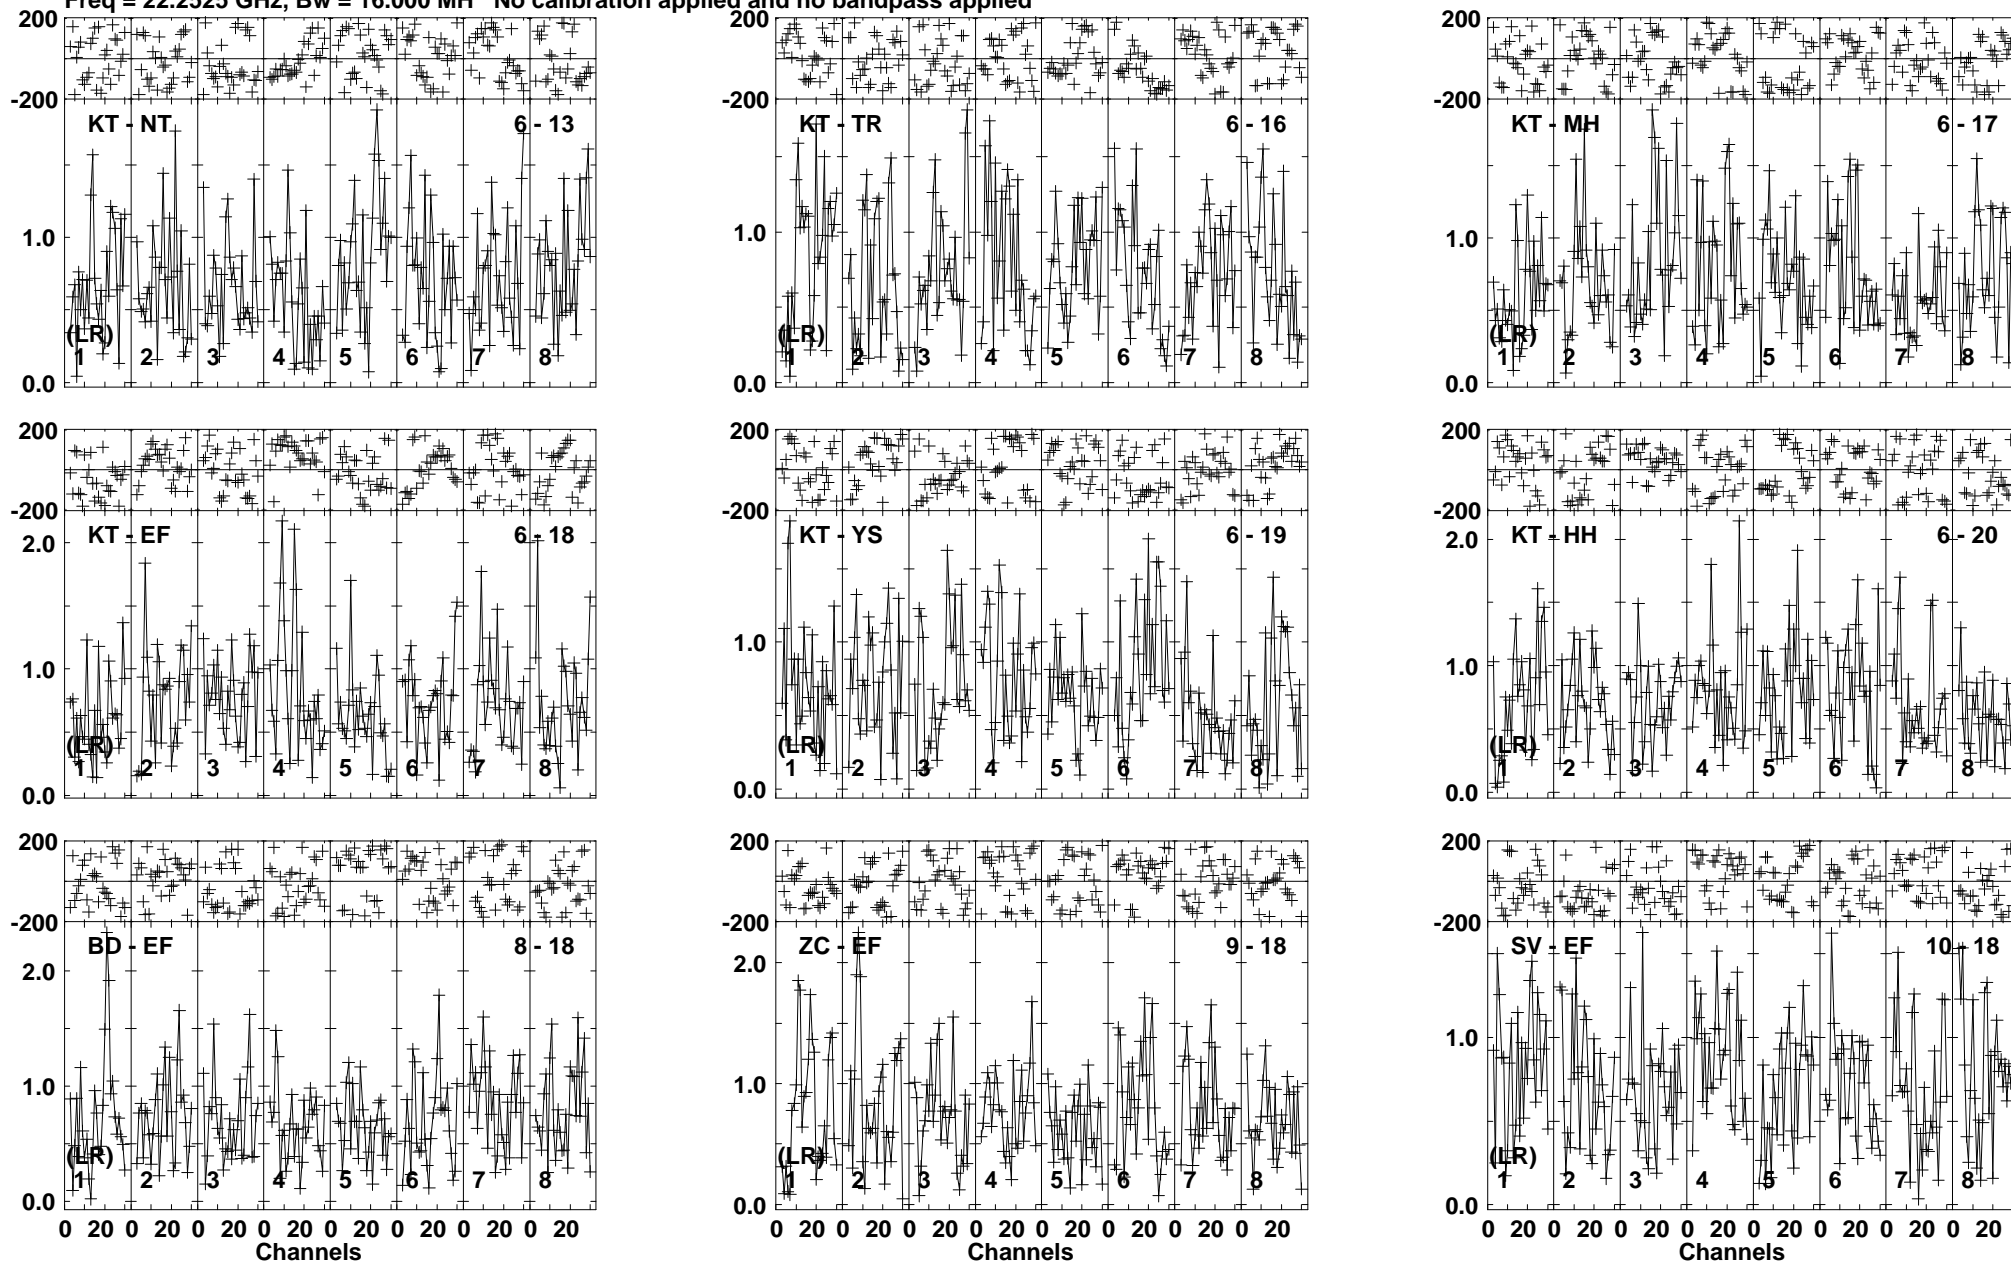 Freq = 22.2525 GHz, Bw = 16.000 MH No calibration applied and no bandpass applied
200 200 200
-200 -200 -200
KT - NT 6 - 13 KT - TR 6 - 16 KT - MH 6 - 17
1.0 1.0 1.0
(LR) (LR) (LR)
1 2 3 4 5 6 7 8 1 2 3 4 5 6 7 8 1 2 3 4 5 6 7 8
0.0 0.0 0.0
200 200 200
-200 -200 -200
KT - EF 6 - 18 KT - YS 6 - 19 KT - HH 6 - 20
2.0 2.0
1.0 1.0 1.0
(LR) (LR) (LR)
1 2 3 4 5 6 7 8 1 2 3 4 5 6 7 8 1 2 3 4 5 6 7 8
0.0 0.0 0.0
200 200 200
-200 -200 -200
BD - EF 8 - 18 ZC - EF 9 - 18 SV - EF 10 - 18
2.0 2.0
1.0 1.0 1.0
(LR) (LR) (LR)
1 2 3 4 5 6 7 8 1 2 3 4 5 6 7 8 1 2 3 4 5 6 7 8
0.0 0.0 0.0
0 20 0 20 0 20 0 20 0 20 0 20 0 20 0 20 0 20 0 20 0 20 0 20 0 20 0 20 0 20 0 20 0 20 0 20 0 20 0 20 0 20 0 20 0 20 0 20
Channels Channels Channels